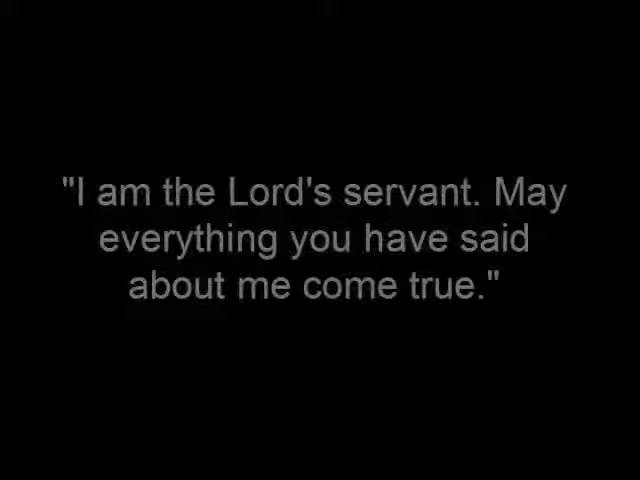 "I am the Lord's servant. May
everything you have said
about me come true."